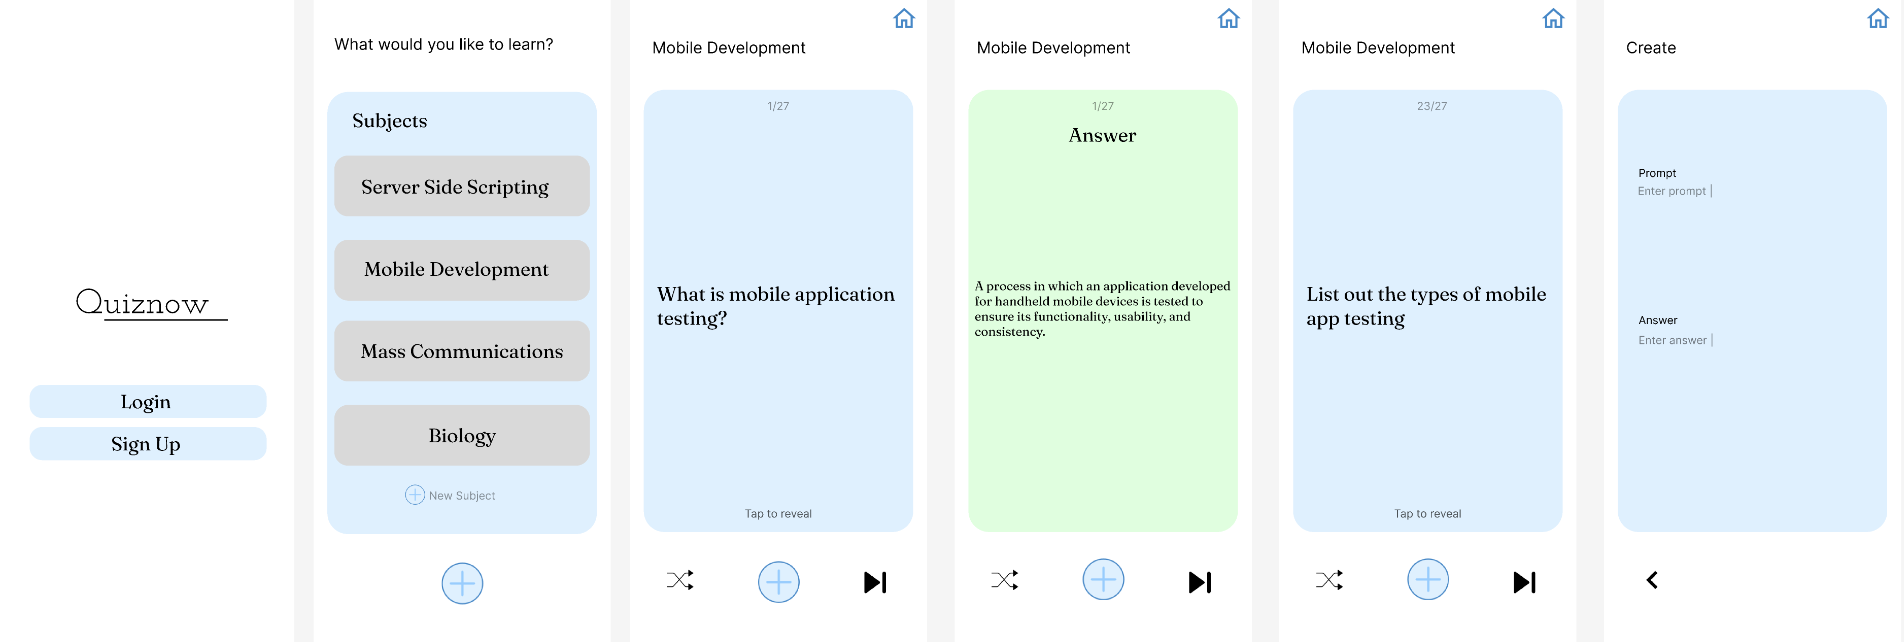 Quiznow
Login
Sign Up
What would you like to learn?
Subjects
Server Side Scripting
Mobile Development
Mass Communications
Biology
New Subject
Mobile Development
1/27
What is mobile application
testing?
Tap to reveal
Mobile Development
1/27
Answer
A process in which an application developed
for handheld mobile devices is tested to
ensure its functionality, usability, and
consistency.
Mobile Development
23/27
List out the types of mobile
app testing
Tap to reveal
Create
Prompt
Enter prompt |
Answer
Enter answer |